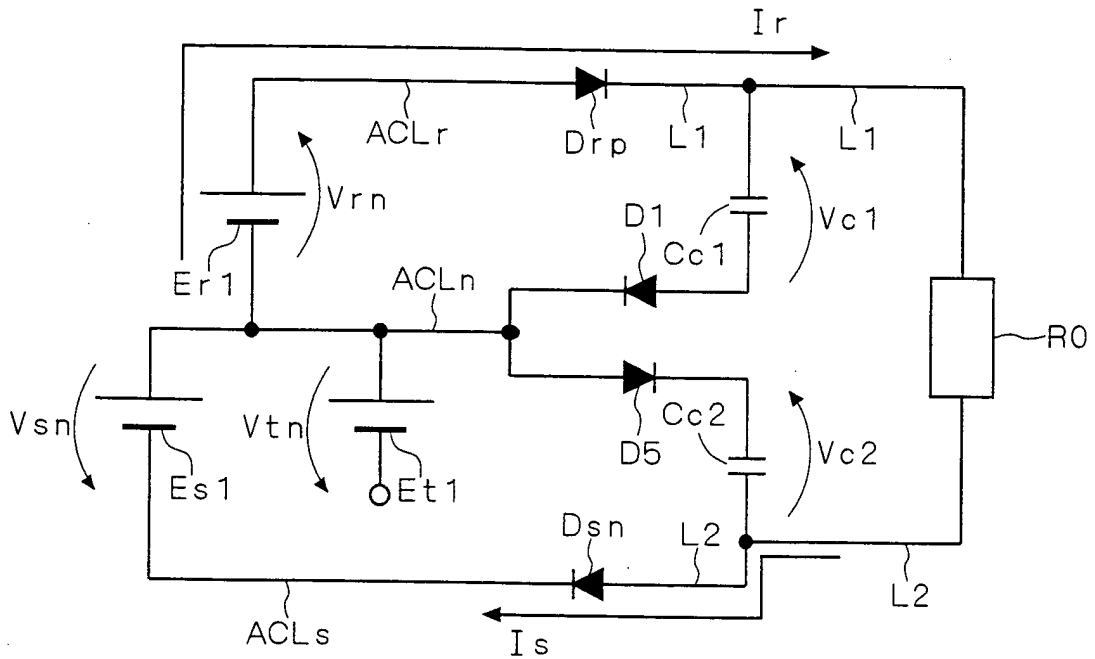 Ir
ACLr
Drp
L1
L1
Vrn
D1
Cc1
Vc1
Er1
ACLn
R0
Vsn
Vtn
Cc2
Vc2
D5
Es1
Et1
Dsn
L2
L2
ACLs
Is